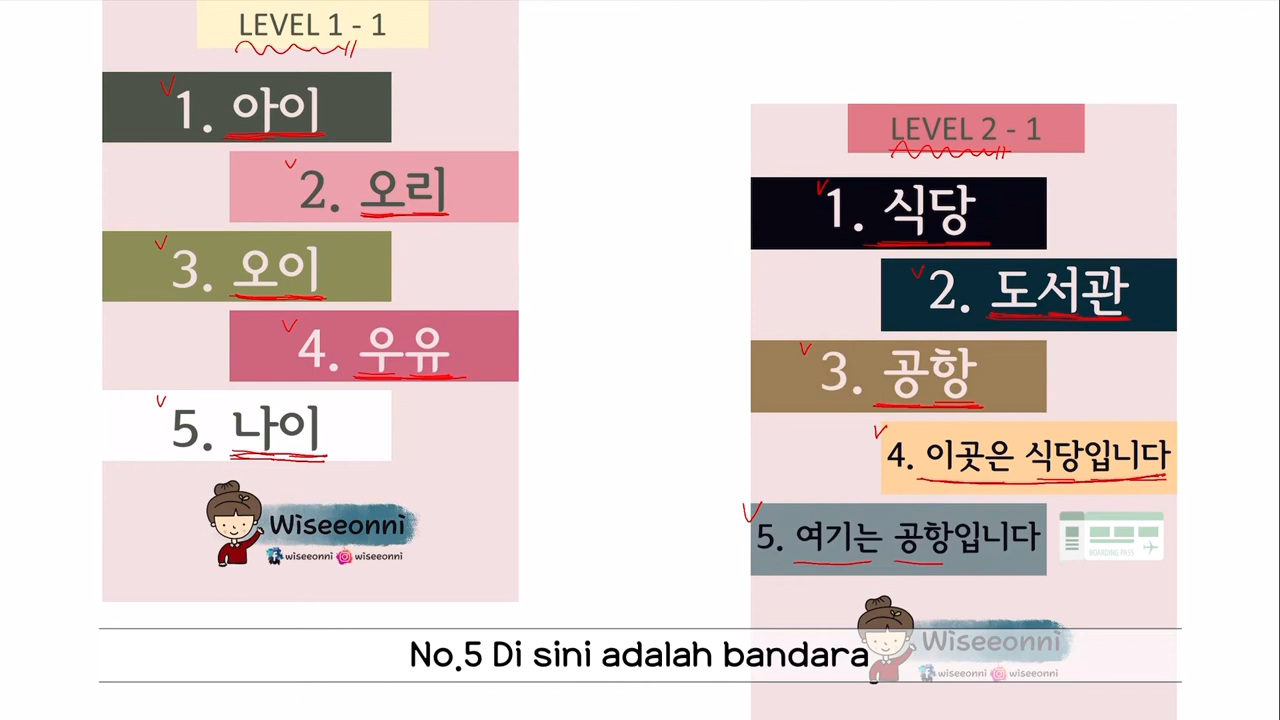 LEVEL 1 - 1
1. 아이
2. 오리
3. 오이
4. 우유
5. 나이
Wiseeonni
wiseeonni wiseeonni
LEVEL 2 - 1
1. 식당
2. 도서관
3. 공항
4. 이곳은 식당입니다
5. 여기는 공항입니다
BOARDING PASS
Wiseeonni
wiseeonni wiseeonni
No.5 Di sini adalah bandara